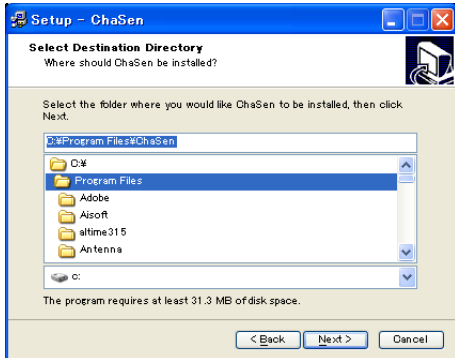 Setup - ChaSen
Select Destination Directory
Where should ChaSen be installed?
Select the folder where you would like ChaSen to be installed, then click
Next.
C:¥Program Files¥ChaSen
C:¥
Program Files
Adobe
Aisoft
altime315
Antenna
c:
The program requires at least 31.3 MB of disk space.
< Back Next > Cancel